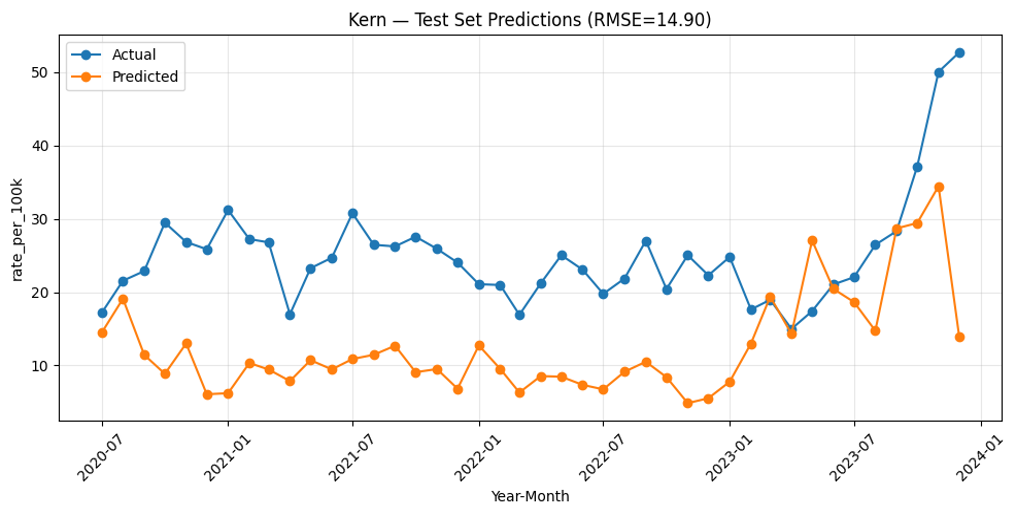 Kern — Test Set Predictions (RMSE=14.90)
Actual
Predicted
rate_per_100k
50
40
30
20
10
2020-07
2021-01
2021-07
2022-01
2022-07
2023-01
2023-07
2024-01
Year-Month